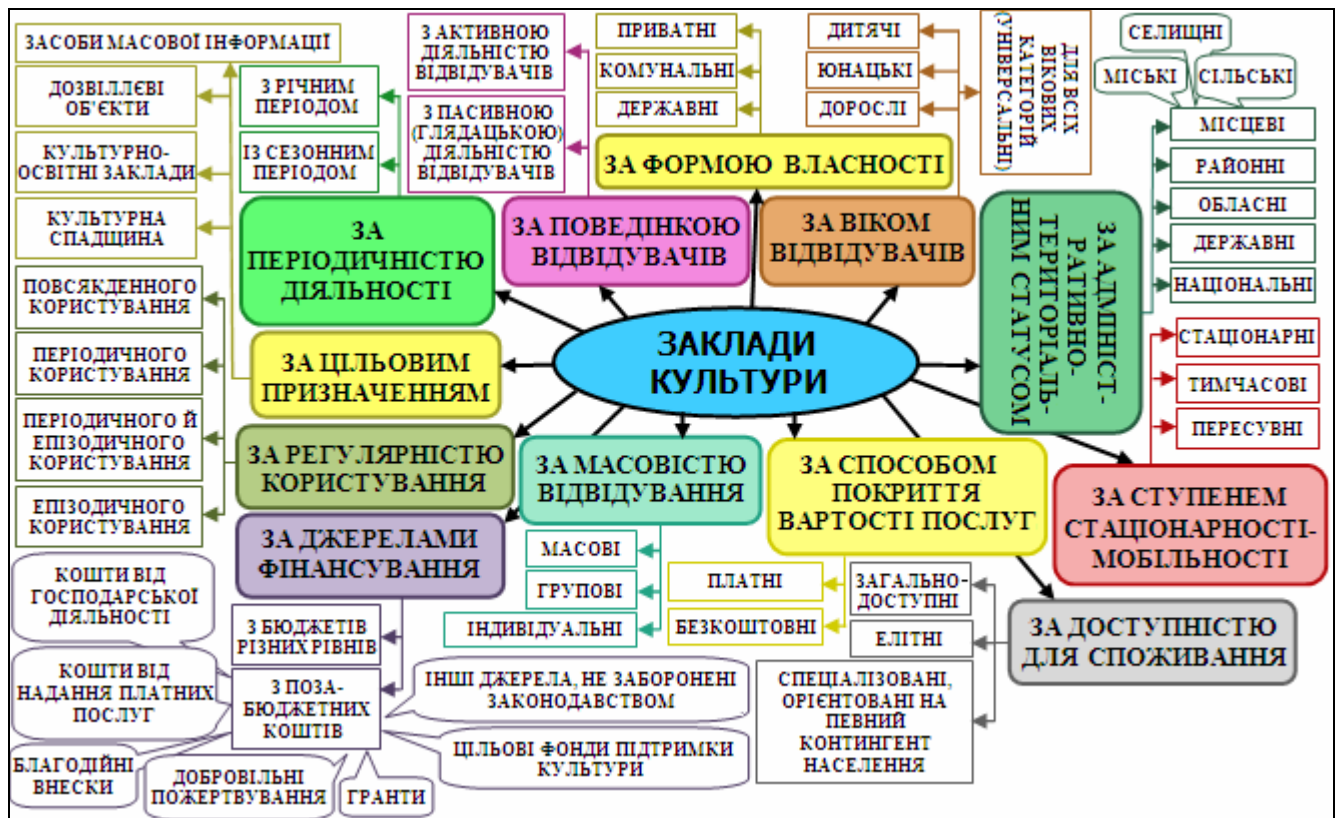 ЗАСОБИ МАСОВОЇ ІНФОРМАЦІЇ
ДОЗВІЛЛЄВІ
ОБ’ЄКТИ
КУЛЬТУРНО-
ОСВІТНІ ЗАКЛАДИ
КУЛЬТУРНА
СПАДЩИНА
З РІЧНИМ
ПЕРІОДОМ
ІЗ СЕЗОННИМ
ПЕРІОДОМ
З АКТИВНОЮ
ДІЯЛЬНІСТЮ
ВІДВІДУВАЧІВ
З ПАСИВНОЮ
(ГЛЯДАЦЬКОЮ)
ДІЯЛЬНІСТЮ
ВІДВІДУВАЧІВ
ПРИВАТНІ
КОМУНАЛЬНІ
ДЕРЖАВНІ
ДИТЯЧІ
ЮНАЦЬКІ
ДОРОСЛІ
ДЛЯ ВСІХ
ВІКОВИХ
КАТЕГОРІЙ
(УНІВЕРСАЛЬНІ)
СЕЛИЩНІ
МІСЬКІ
СІЛЬСЬКІ
МІСЦЕВІ
РАЙОННІ
ОБЛАСНІ
ДЕРЖАВНІ
НАЦІОНАЛЬНІ
ЗА
ПЕРІОДИЧНІСТЮ
ДІЯЛЬНОСТІ
ЗА ПОВЕДІНКОЮ
ВІДВІДУВАЧІВ
ЗА ФОРМОЮ ВЛАСНОСТІ
ЗА ВІКОМ
ВІДВІДУВАЧІВ
ЗА АДМІНІСТ-
РАТИВНО-
ТЕРИТОРІАЛЬ-
НИМ СТАТУСОМ
ЗАКЛАДИ
КУЛЬТУРИ
ЗА ЦІЛЬОВИМ
ПРИЗНАЧЕННЯМ
ПОВСЯКДЕННОГО
КОРИСТУВАННЯ
ПЕРІОДИЧНОГО
КОРИСТУВАННЯ
ПЕРІОДИЧНОГО Й
ЕПІЗОДИЧНОГО
КОРИСТУВАННЯ
ЕПІЗОДИЧНОГО
КОРИСТУВАННЯ
ЗА РЕГУЛЯРНІСТЮ
КОРИСТУВАННЯ
ЗА МАСОВІСТЮ
ВІДВІДУВАННЯ
ЗА СПОСОБОМ
ПОКРИТТЯ
ВАРТОСТІ ПОСЛУГ
СТАЦІОНАРНІ
ТИМЧАСОВІ
ПЕРЕСУВНІ
ЗА СТУПЕНЕМ
СТАЦІОНАРНОСТІ-
МОБІЛЬНОСТІ
ЗА ДЖЕРЕЛАМИ
ФІНАНСУВАННЯ
МАСОВІ
ГРУПОВІ
ІНДИВІДУАЛЬНІ
ПЛАТНІ
БЕЗКОШТОВНІ
ЗАГАЛЬНО-
ДОСТУПНІ
ЕЛІТНІ
СПЕЦІАЛІЗОВАНІ,
ОРІЄНТОВАНІ НА
ПЕВНИЙ
КОНТИНГЕНТ
НАСЕЛЕННЯ
ЗА ДОСТУПНІСТЮ
ДЛЯ СПОЖИВАННЯ
З БЮДЖЕТІВ
РІЗНИХ РІВНІВ
З ПОЗА-
БЮДЖЕТНИХ
КОШТІВ
КОШТИ ВІД
ГОСПОДАРСЬКОЇ
ДІЯЛЬНОСТІ
КОШТИ ВІД
НАДАННЯ ПЛАТНИХ
ПОСЛУГ
БЛАГОДІЙНІ
ВНЕСКИ
ДОБРОВІЛЬНІ
ПОЖЕРТВУВАННЯ
ГРАНТИ
ІНШІ ДЖЕРЕЛА, НЕ ЗАБОРОНЕНІ
ЗАКОНОДАВСТВОМ
ЦІЛЬОВІ ФОНДИ ПІДТРИМКИ
КУЛЬТУРИ